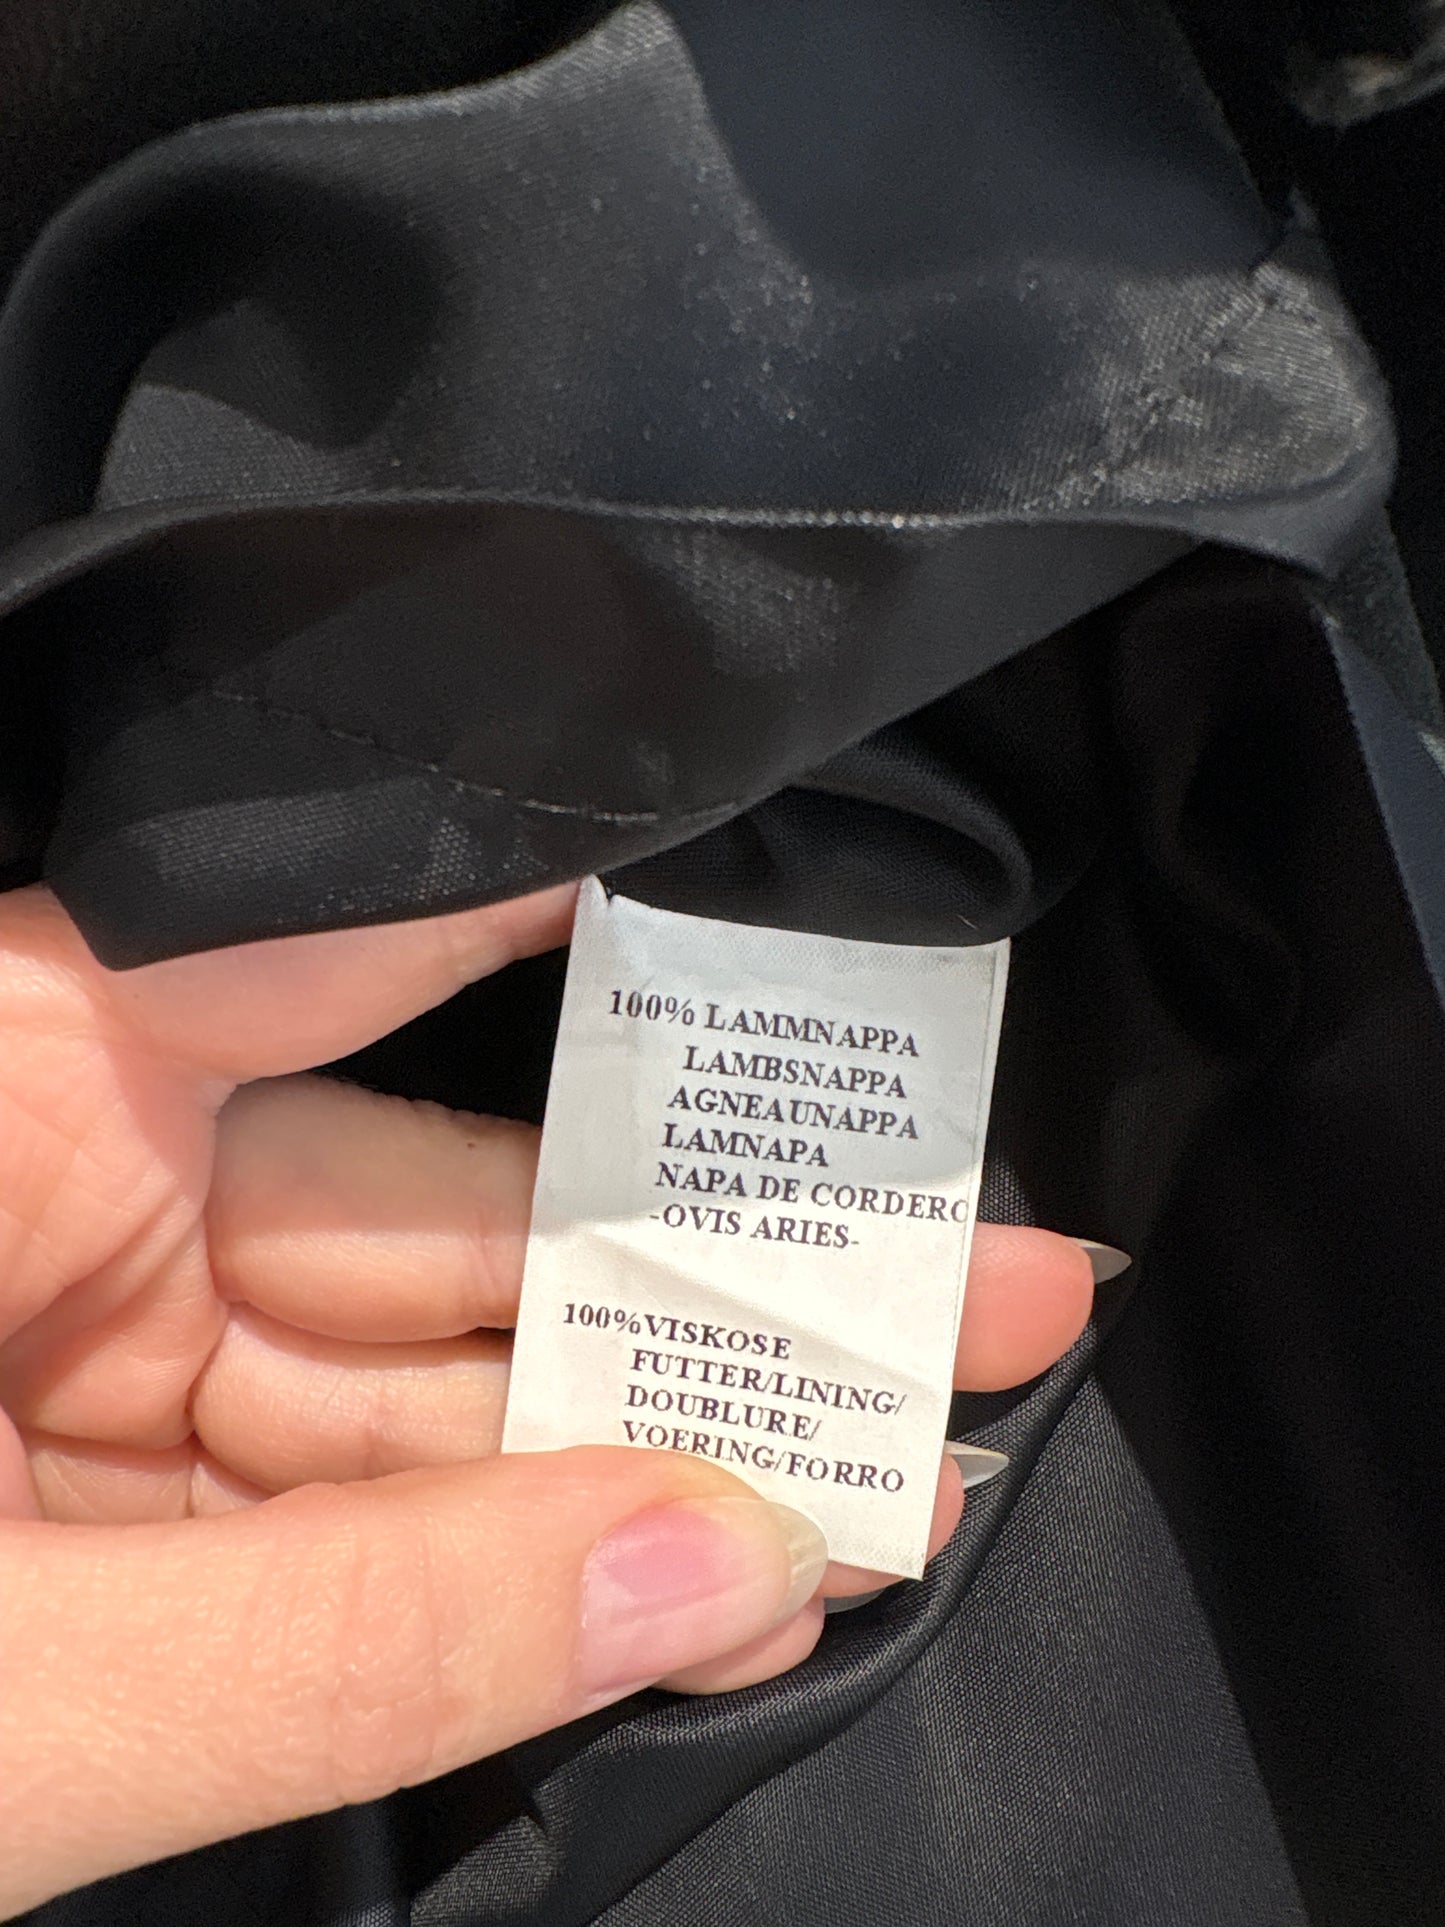 100% LAMMNAPPA
LAMBSNAPPA
AGNEAUNAPPA
LAMNAPA
NAPA DE CORDERO
-OVIS ARIES-
100%VISKOSE
FUTTER/LINING/
DOUBLURE/
VOERING/FORRO